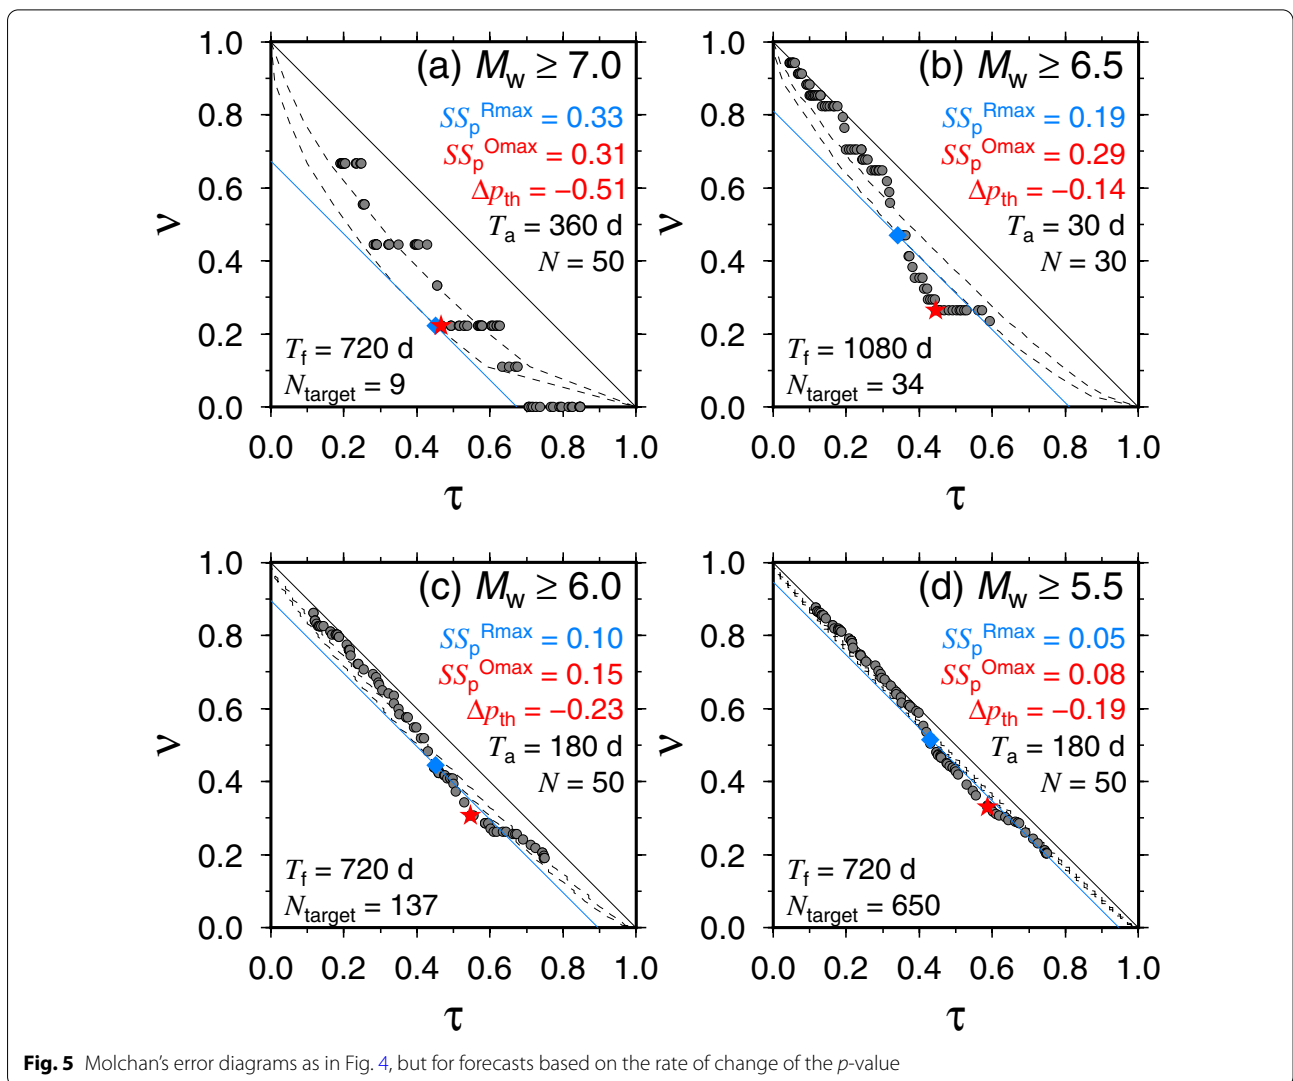 (a) Mw ≥ 7.0
SSpRmax = 0.33
SSpOmax = 0.31
Δpth = −0.51
Ta = 360 d
N = 50
Tf = 720 d
Ntarget = 9
1.0
0.8
0.6
0.4
0.2
0.0
ν
0.0 0.2 0.4 0.6 0.8 1.0
τ
(b) Mw ≥ 6.5
SSpRmax = 0.19
SSpOmax = 0.29
Δpth = −0.14
Ta = 30 d
N = 30
Tf = 1080 d
Ntarget = 34
1.0
0.8
0.6
0.4
0.2
0.0
ν
0.0 0.2 0.4 0.6 0.8 1.0
τ
(c) Mw ≥ 6.0
SSpRmax = 0.10
SSpOmax = 0.15
Δpth = −0.23
Ta = 180 d
N = 50
Tf = 720 d
Ntarget = 137
1.0
0.8
0.6
0.4
0.2
0.0
ν
0.0 0.2 0.4 0.6 0.8 1.0
τ
(d) Mw ≥ 5.5
SSpRmax = 0.05
SSpOmax = 0.08
Δpth = −0.19
Ta = 180 d
N = 50
Tf = 720 d
Ntarget = 650
1.0
0.8
0.6
0.4
0.2
0.0
ν
0.0 0.2 0.4 0.6 0.8 1.0
τ
Fig. 5 Molchan's error diagrams as in Fig. 4, but for forecasts based on the rate of change of the p-value